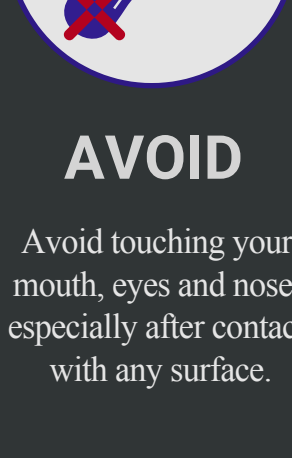 AVOID
Avoid touching your
mouth, eyes and nose
especially after contac
with any surface.